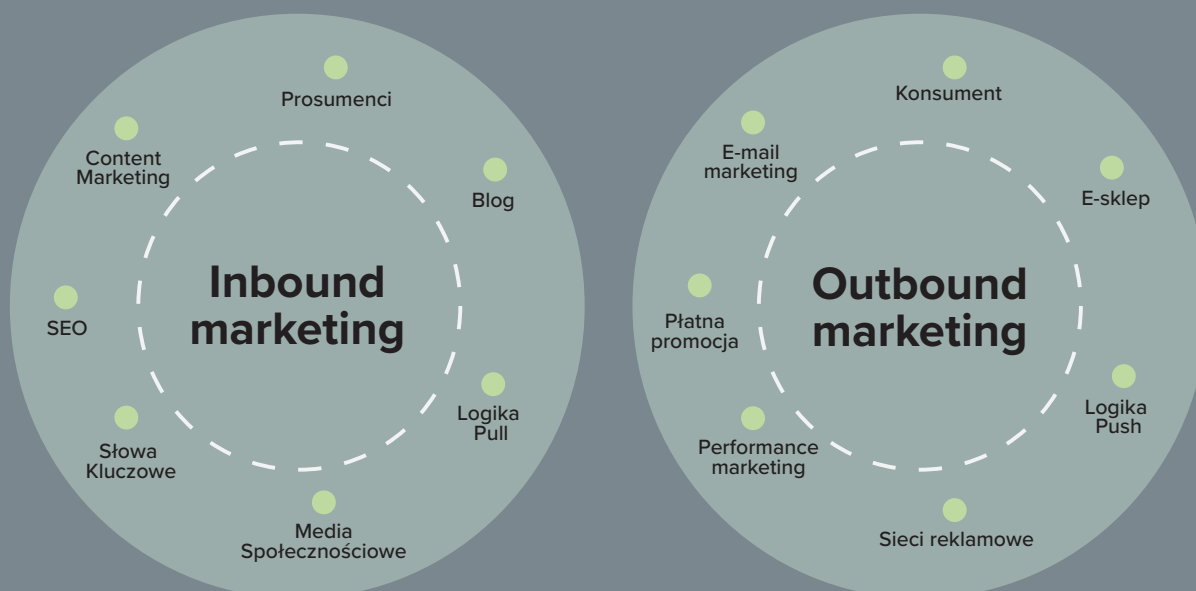 Prosumenci
Content
Marketing
Blog
SEO
Inbound
marketing
Logika
Pull
Słowa
Kluczowe
Media
Społecznościowe
Konsument
E-mail
marketing
E-sklep
Płatna
promocja
Outbound
marketing
Logika
Push
Performance
marketing
Sieci reklamowe